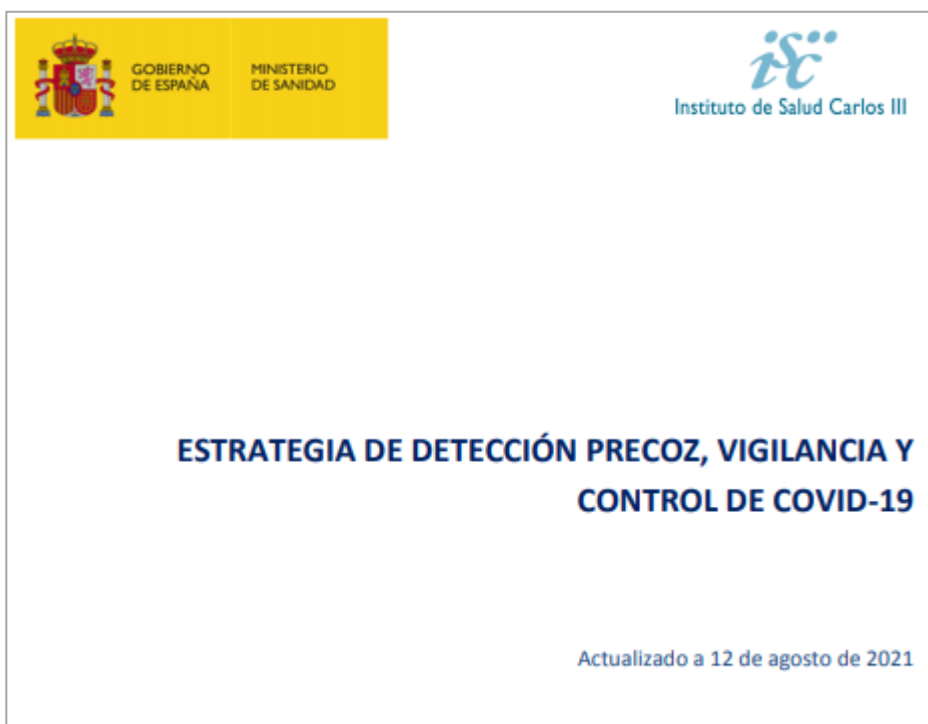 GOBIERNO
DE ESPAÑA
MINISTERIO
DE SANIDAD
isc
Instituto de Salud Carlos III
ESTRATEGIA DE DETECCIÓN PRECOZ, VIGILANCIA Y
CONTROL DE COVID-19
Actualizado a 12 de agosto de 2021